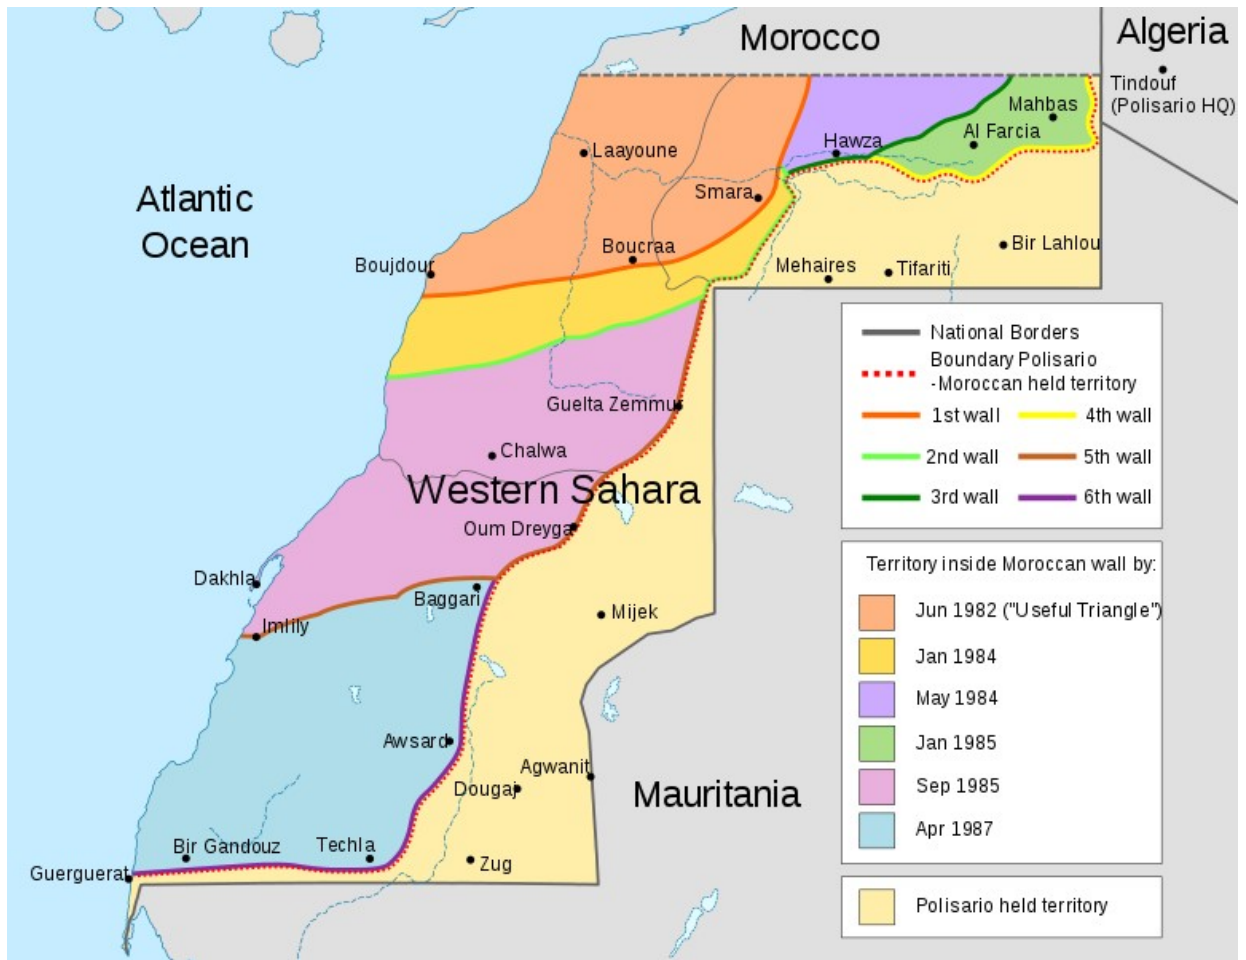 Morocco
Algeria
Tindouf
(Polisario HQ)
Mahbas
Al Farcia
Hawza
Laayoune
Smara
Atlantic
Ocean
Boucraa
Bir Lahlou
Boujdour
Mehaires
Tifariti
National Borders
Boundary Polisario
-Moroccan held territory
1st wall
4th wall
2nd wall
5th wall
3rd wall
6th wall
Guelta Zemmur
Chalwa
Western Sahara
Oum Dreyga
Dakhla
Baggari
Imlily
Mijek
Territory inside Moroccan wall by:
Jun 1982 ("Useful Triangle")
Jan 1984
May 1984
Jan 1985
Sep 1985
Apr 1987
Awsard
Agwanit
Dougaj
Mauritania
Bir Gandouz
Techla
Zug
Guerguerat
Polisario held territory